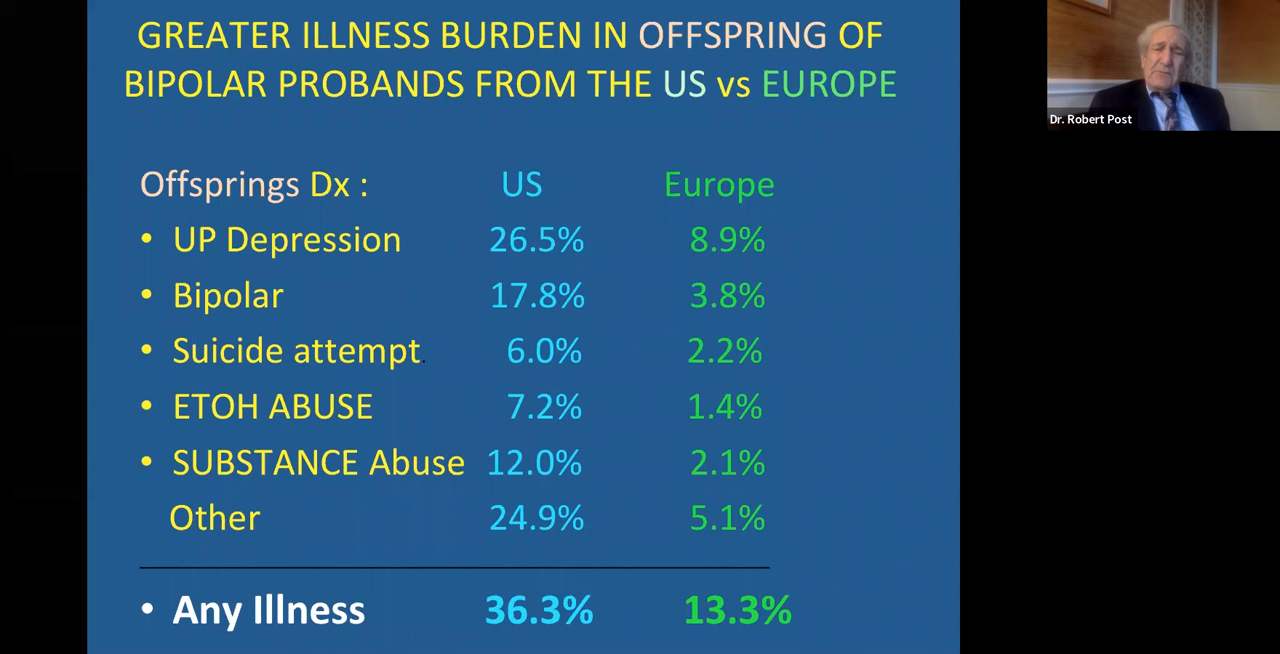 GREATER ILLNESS BURDEN IN OFFSPRING OF
BIPOLAR PROBANDS FROM THE US vs EUROPE
Offsprings Dx : US Europe
• UP Depression 26.5% 8.9%
• Bipolar 17.8% 3.8%
• Suicide attempt. 6.0% 2.2%
• ETOH ABUSE 7.2% 1.4%
• SUBSTANCE Abuse 12.0% 2.1%
Other 24.9% 5.1%
• Any Illness 36.3% 13.3%
Dr. Robert Post